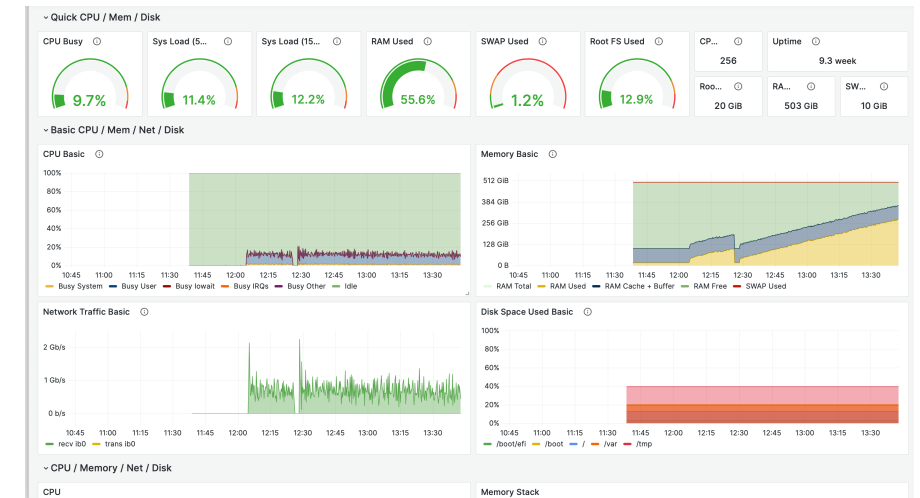 Quick CPU / Mem / Disk
CPU Busy
Sys Load (5...
Sys Load (15...
RAM Used
SWAP Used
Root FS Used
CP...
Uptime
256
9.3 week
9.7%
11.4%
12.2%
55.6%
1.2%
12.9%
Roo...
RA...
SW...
20 GiB
503 GiB
10 GiB
Basic CPU / Mem / Net / Disk
CPU Basic
100%
80%
60%
40%
20%
0%
10:45 11:00 11:15 11:30 11:45 12:00 12:15 12:30 12:45 13:00 13:15 13:30
Busy System Busy User Busy Iowait Busy IRQs Busy Other Idle
Memory Basic
512 GiB
384 GiB
256 GiB
128 GiB
0 B
10:45 11:00 11:15 11:30 11:45 12:00 12:15 12:30 12:45 13:00 13:15 13:30
RAM Total RAM Used RAM Cache + Buffer RAM Free SWAP Used
Network Traffic Basic
2 Gb/s
1 Gb/s
0 b/s
10:45 11:00 11:15 11:30 11:45 12:00 12:15 12:30 12:45 13:00 13:15 13:30
recv ib0 trans ib0
Disk Space Used Basic
100%
80%
60%
40%
20%
0%
10:45 11:00 11:15 11:30 11:45 12:00 12:15 12:30 12:45 13:00 13:15 13:30
/boot/efi /boot / /var /tmp
CPU / Memory / Net / Disk
CPU
Memory Stack